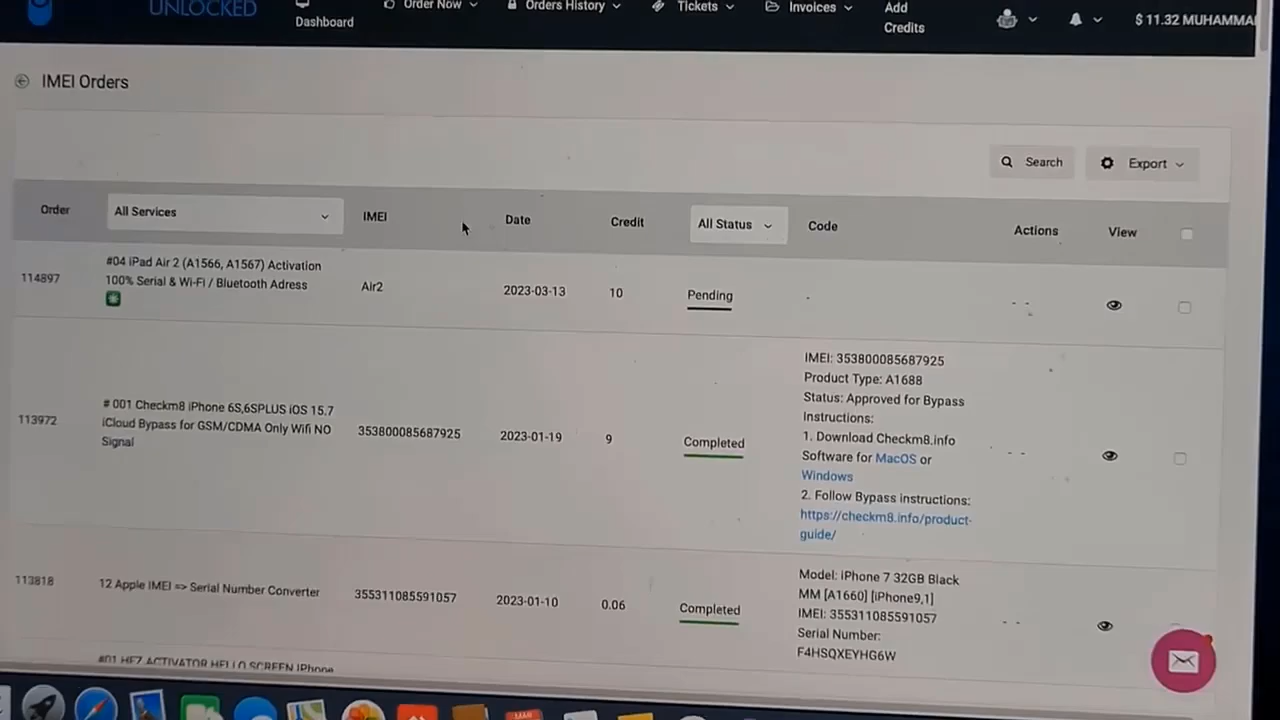 UNLOCKED
Dashboard
Order Now
Orders History
Tickets
Invoices
Add
Credits
$ 11.32 MUHAMMA
IMEI Orders
Search
Export
Order
All Services
IMEI
Date
Credit
All Status
Code
Actions
View
114897
#04 iPad Air 2 (A1566, A1567) Activation
100% Serial & Wi-Fi / Bluetooth Adress
Air2
2023-03-13
10
Pending
-
- -
113972
# 001 Checkm8 iPhone 6S,6SPLUS iOS 15.7
iCloud Bypass for GSM/CDMA Only Wifi NO
Signal
353800085687925
2023-01-19
9
Completed
IMEI: 353800085687925
Product Type: A1688
Status: Approved for Bypass
Instructions:
1. Download Checkm8.info
Software for MacOS or
Windows
2. Follow Bypass instructions:
https://checkm8.info/product-
guide/
- -
113818
12 Apple IMEI => Serial Number Converter
355311085591057
2023-01-10
0.06
Completed
Model: iPhone 7 32GB Black
MM [A1660] [iPhone9,1]
IMEI: 355311085591057
Serial Number:
F4HSQXEYHG6W
- -
#01 HFZ ACTIVATOR HELLO SCREEN iPhone